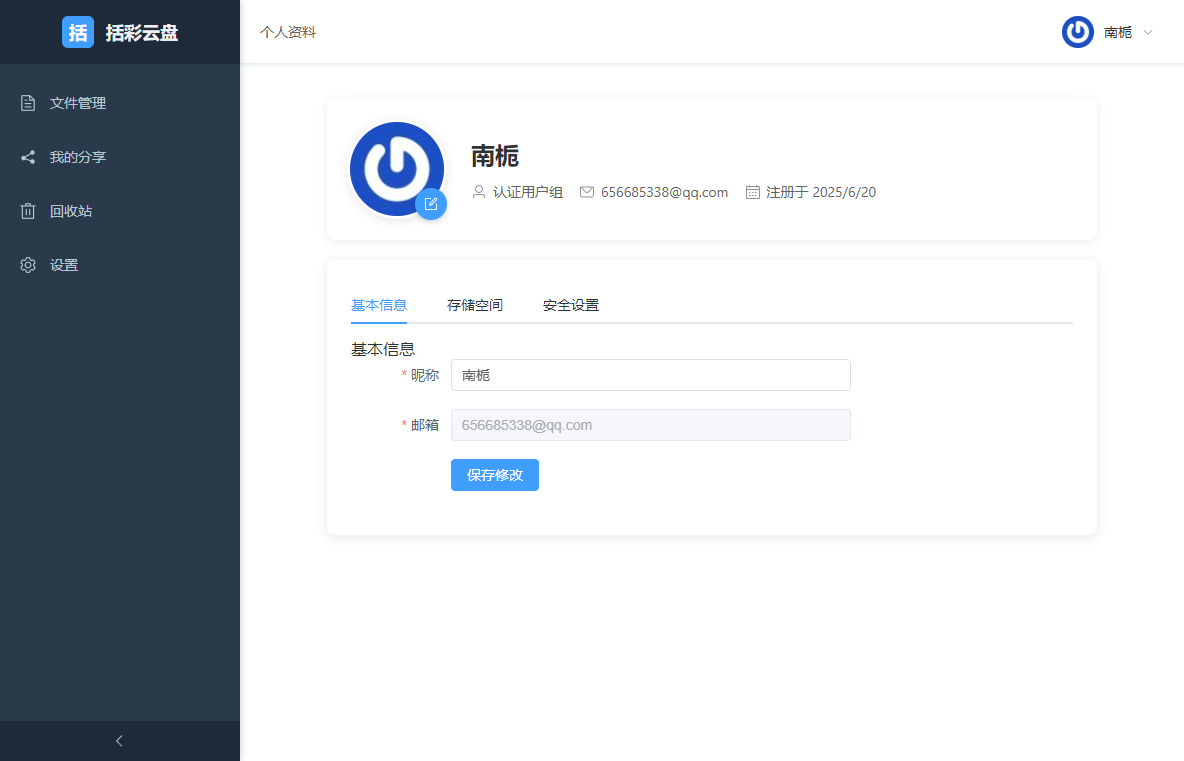 括 括彩云盘
个人资料
南栀
文件管理
我的分享
回收站
设置
南栀
认证用户组 656685338@qq.com 注册于 2025/6/20
基本信息 存储空间 安全设置
基本信息
* 昵称 南栀
* 邮箱 656685338@qq.com
保存修改